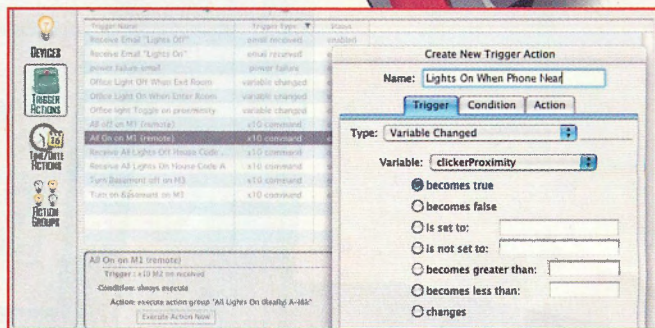 Trigger Name Trigger Type Status
Receive Email "Lights Off" email received enabled
Receive Email "Lights On" email received
power failure email power failure
Office Light Off When Exit Room variable changed
Office Light On When Enter Room variable changed
Office light Toggle on proximity variable changed
All off on M1 (remote) x10 command
All On on M1 (remote) x10 command
Receive All Lights Off House Code x10 command
Receive All Lights On House Code A x10 command
Turn Basement off on M3 x10 command
Turn on Basement on M3 x10 command
DEVICES
TRIGGER ACTIONS
TIME/DATE ACTIONS
ACTION GROUPS
All On on M1 (remote)
Trigger : x10 M2 on received
Condition: always execute
Action: execute action group "All Lights On
Execute Action Now
Create New Trigger Action
Name: Lights On When Phone Near
Trigger Condition Action
Type: Variable Changed
Variable: clickerProximity
becomes true
becomes false
is set to:
is not set to:
becomes greater than:
becomes less than:
changes